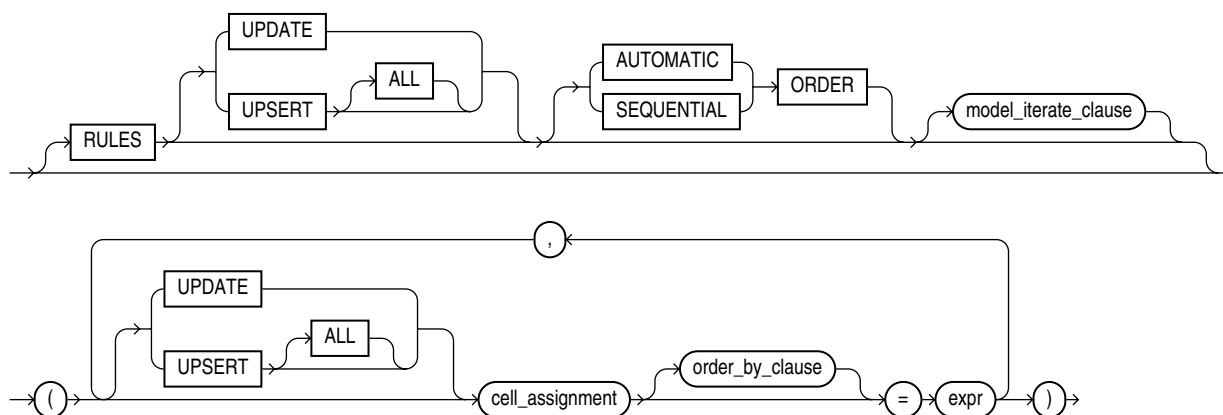 UPDATE
AUTOMATIC
ALL
ORDER
UPSERT
SEQUENTIAL
model_iterate_clause
RULES
,
UPDATE
ALL
UPSERT
order_by_clause
( cell_assignment = expr )